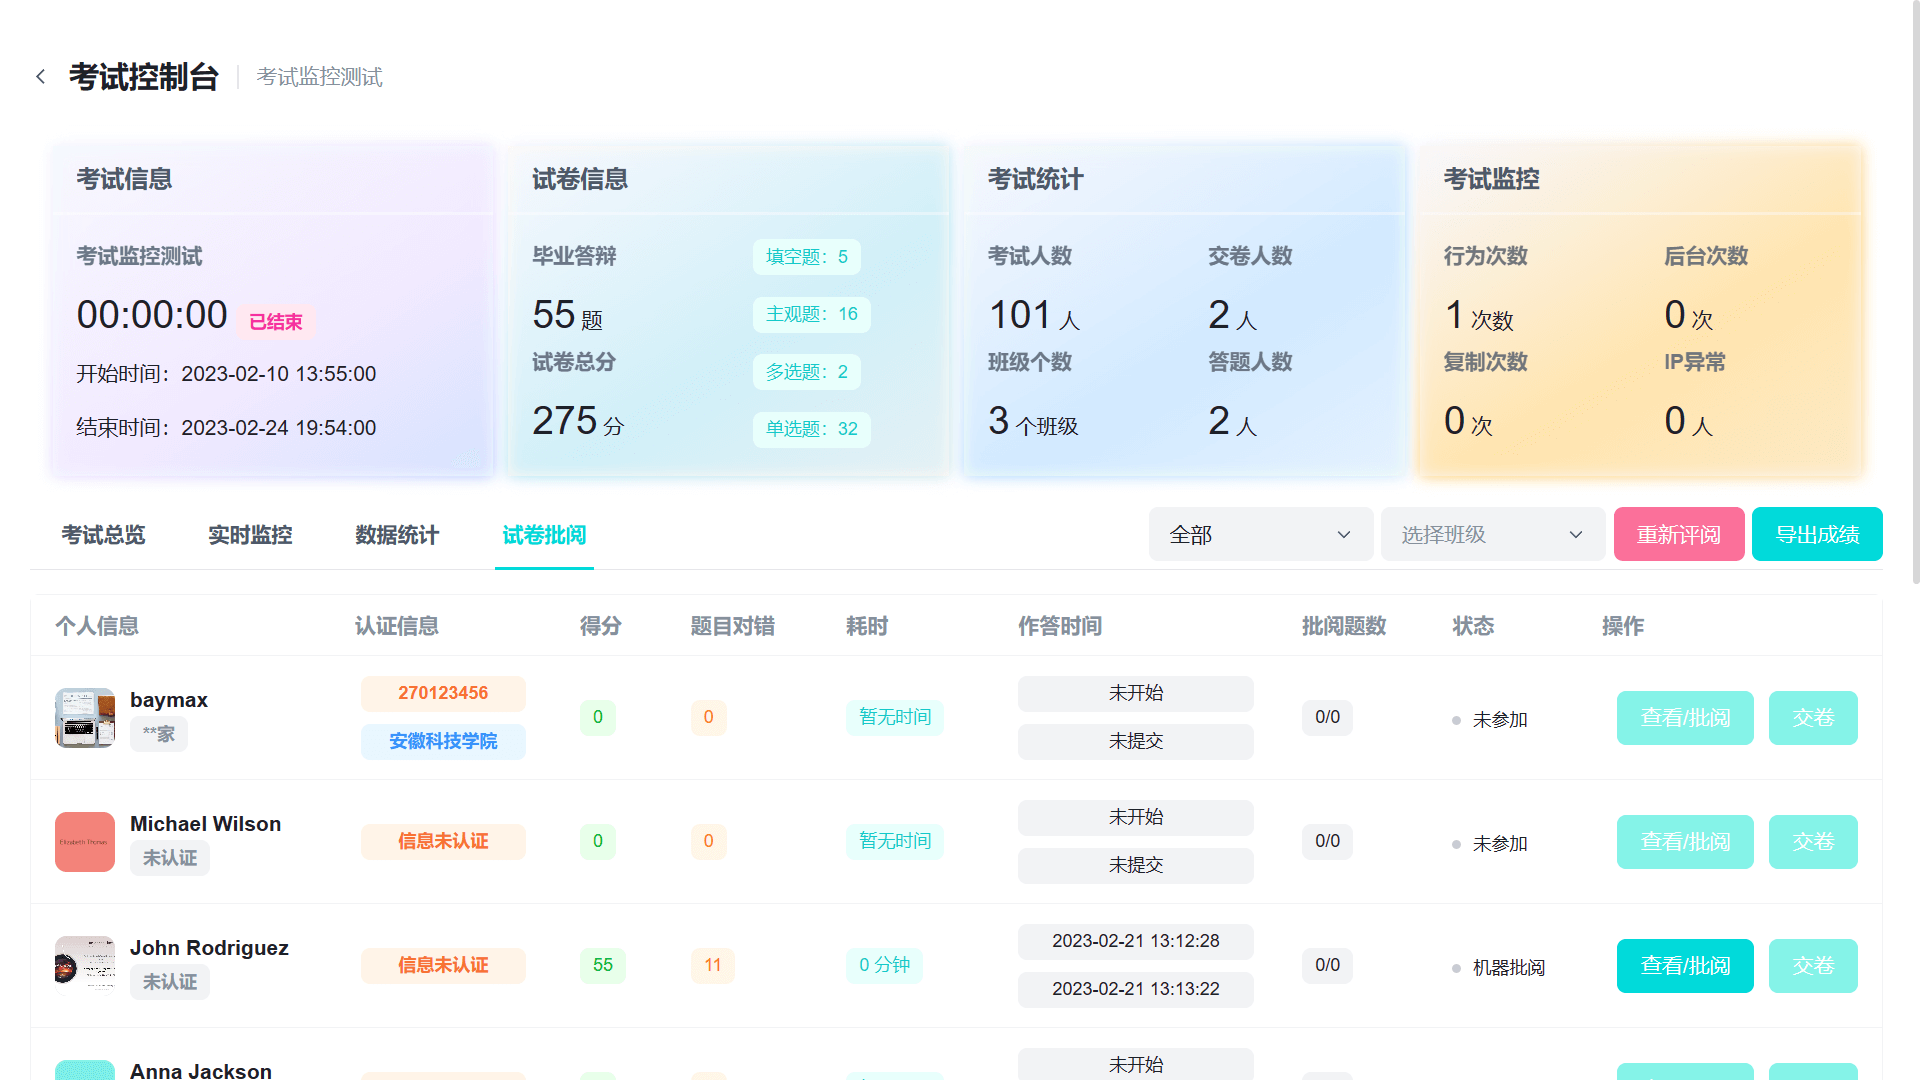 考试控制台
考试监控测试
考试信息
考试监控测试
00:00:00 已结束
开始时间：2023-02-10 13:55:00
结束时间：2023-02-24 19:54:00
试卷信息
毕业答辩
55 题
试卷总分
275 分
填空题：5
主观题：16
多选题：2
单选题：32
考试统计
考试人数
交卷人数
101 人
2 人
班级个数
答题人数
3 个班级
2 人
考试监控
行为次数
后台次数
1 次数
0 次
复制次数
IP异常
0 次
0 人
考试总览 实时监控 数据统计 试卷批阅
全部
选择班级
重新评阅
导出成绩
个人信息 认证信息 得分 题目对错 耗时 作答时间 批阅题数 状态 操作
baymax
**家
270123456
安徽科技学院
0
0
暂无时间
未开始
未提交
0/0
未参加
查看/批阅
交卷
Michael Wilson
未认证
Elizabeth Thomas
信息未认证
0
0
暂无时间
未开始
未提交
0/0
未参加
查看/批阅
交卷
John Rodriguez
未认证
信息未认证
55
11
0 分钟
2023-02-21 13:12:28
2023-02-21 13:13:22
0/0
机器批阅
查看/批阅
交卷
Anna Jackson
未开始